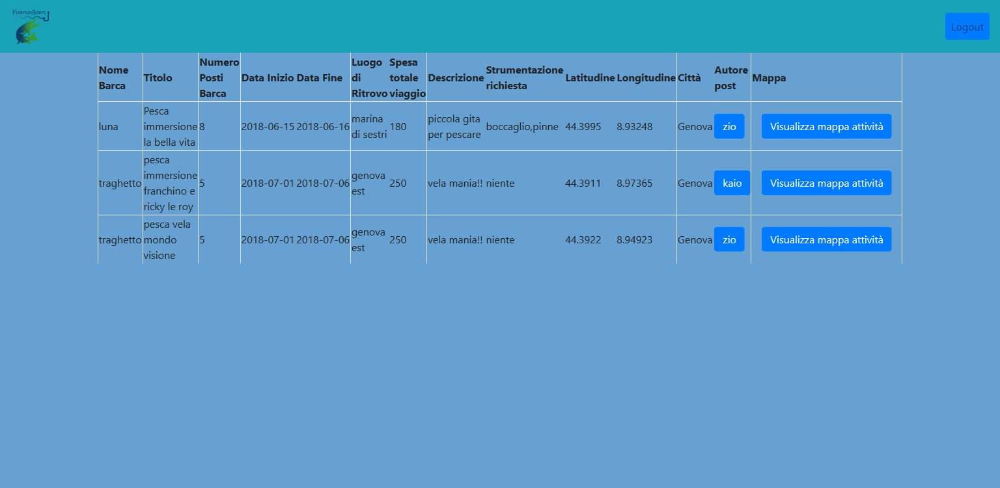 FloatingBoats
Logout
Nome Barca
Titolo
Numero Posti Barca
Data Inizio
Data Fine
Luogo di Ritrovo
Spesa totale viaggio
Descrizione
Strumentazione richiesta
Latitudine
Longitudine
Città
Autore post
Mappa
luna
Pesca immersione la bella vita
8
2018-06-15
2018-06-16
marina di sestri
180
piccola gita per pescare
boccaglio,pinne
44.3995
8.93248
Genova
zio
Visualizza mappa attività
traghetto
pesca immersione franchino e ricky le roy
5
2018-07-01
2018-07-06
genova est
250
vela mania!!
niente
44.3911
8.97365
Genova
kaio
Visualizza mappa attività
traghetto
pesca vela mondo visione
5
2018-07-01
2018-07-06
genova est
250
vela mania!!
niente
44.3922
8.94923
Genova
zio
Visualizza mappa attività